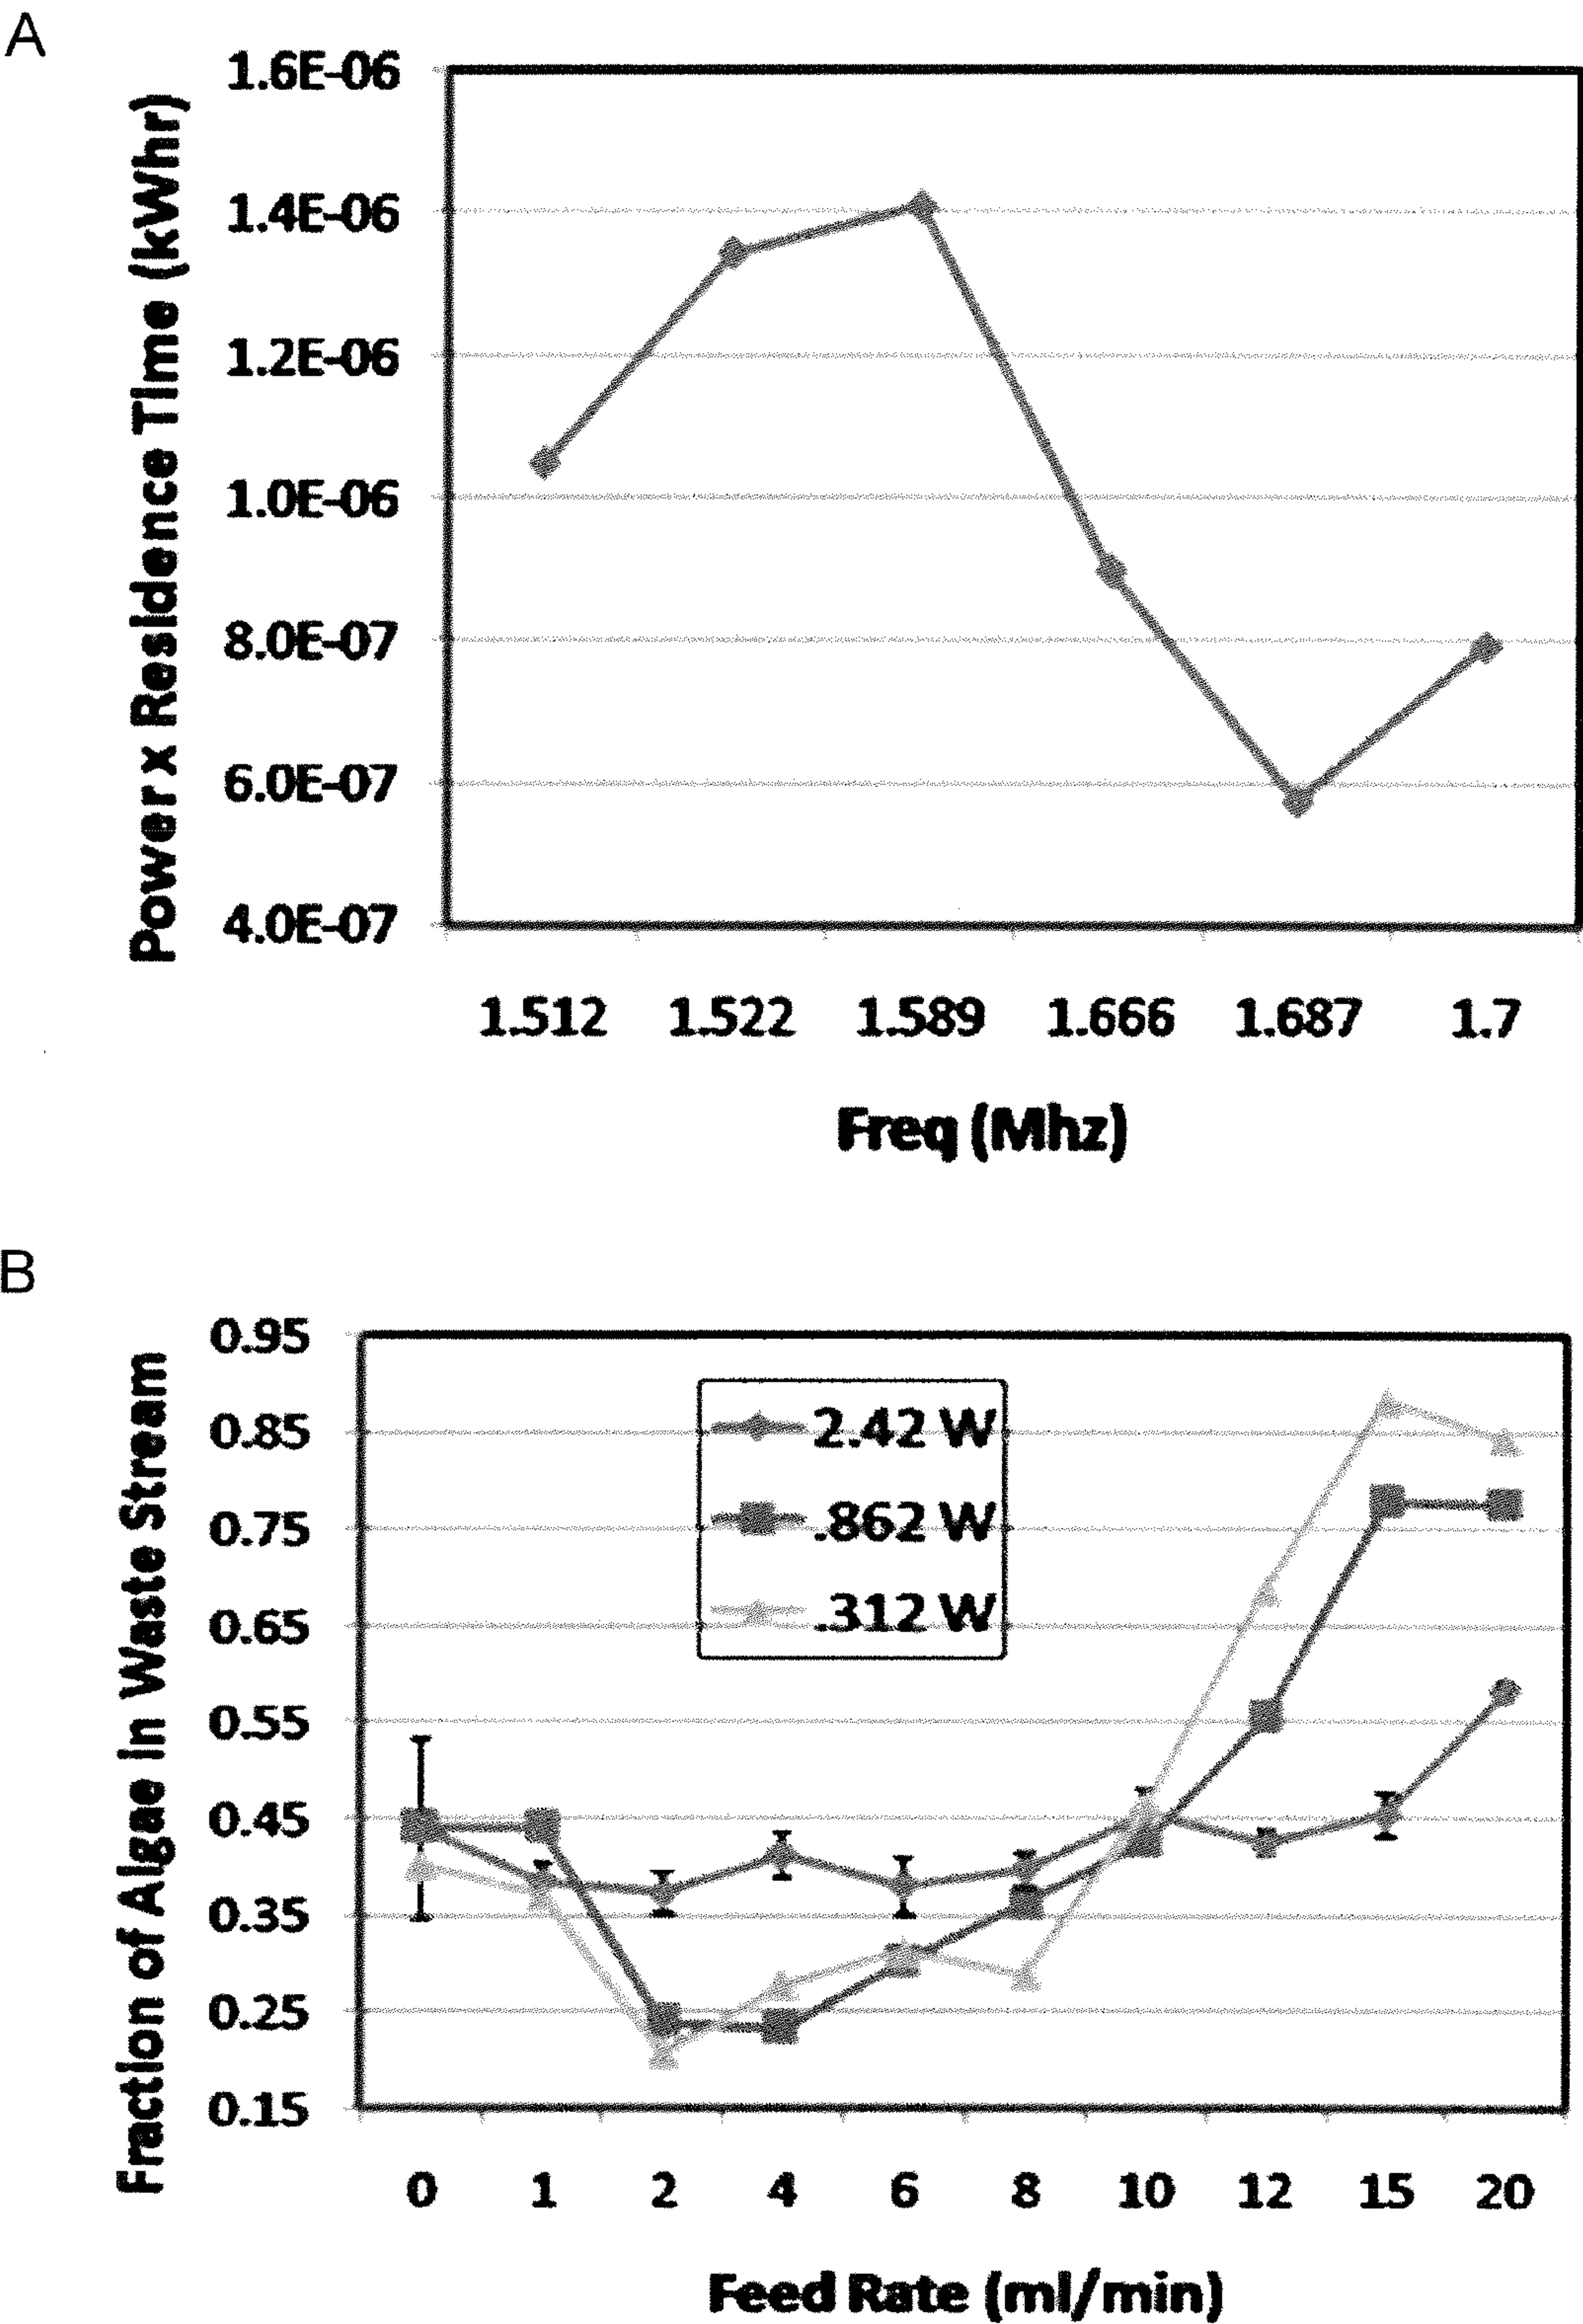 A
1.6E-06
1.4E-06
1.2E-06
1.0E-06
8.0E-07
6.0E-07
4.0E-07
Power x Residence Time (kWhr)
1.512 1.522 1.589 1.666 1.687 1.7
Freq (Mhz)
B
0.95
0.85
0.75
0.65
0.55
0.45
0.35
0.25
0.15
Fraction of Algae in Waste Stream
2.42 W
.862 W
.312 W
0 1 2 4 6 8 10 12 15 20
Feed Rate (ml/min)